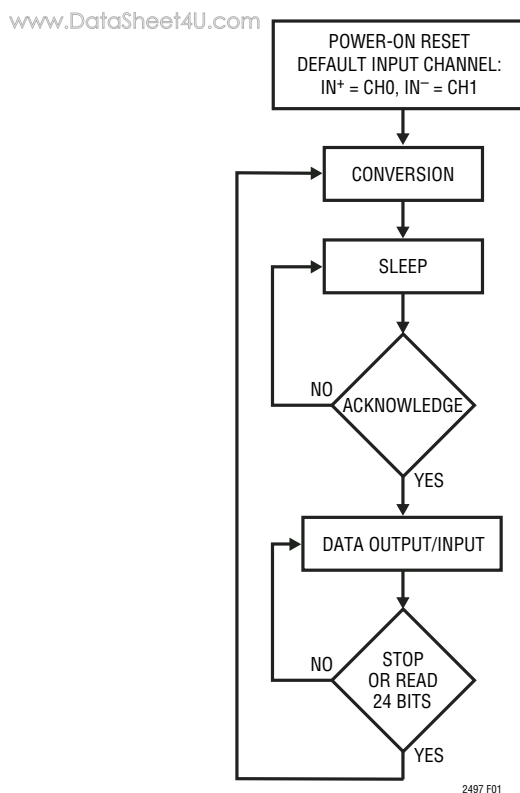 www.DataSheet4U.com
POWER-ON RESET
DEFAULT INPUT CHANNEL:
IN⁺ = CH0, IN⁻ = CH1
CONVERSION
SLEEP
NO
ACKNOWLEDGE
YES
DATA OUTPUT/INPUT
NO
STOP
OR READ
24 BITS
YES
2497 F01